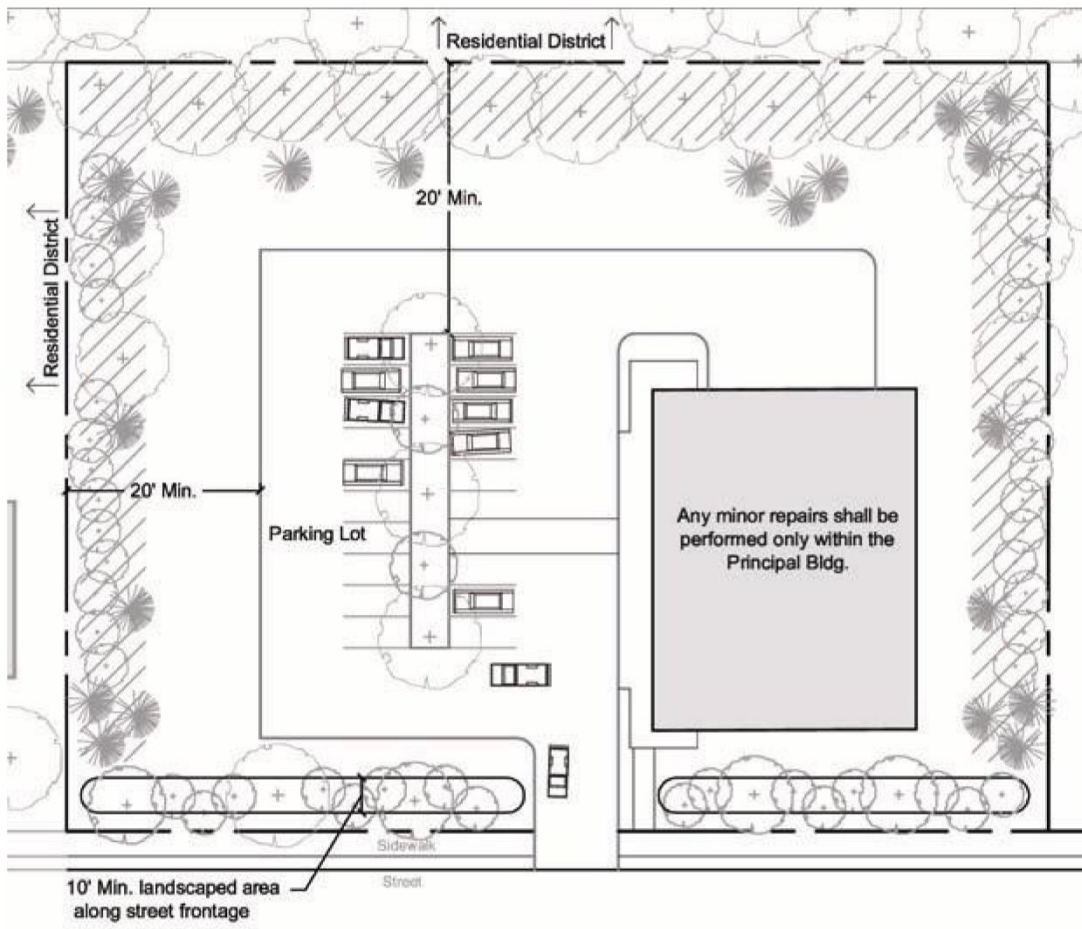 Residential District
20' Min.
Residential District
20' Min.
Parking Lot
Any minor repairs shall be
performed only within the
Principal Bldg.
Sidewalk
Street
10' Min. landscaped area
along street frontage